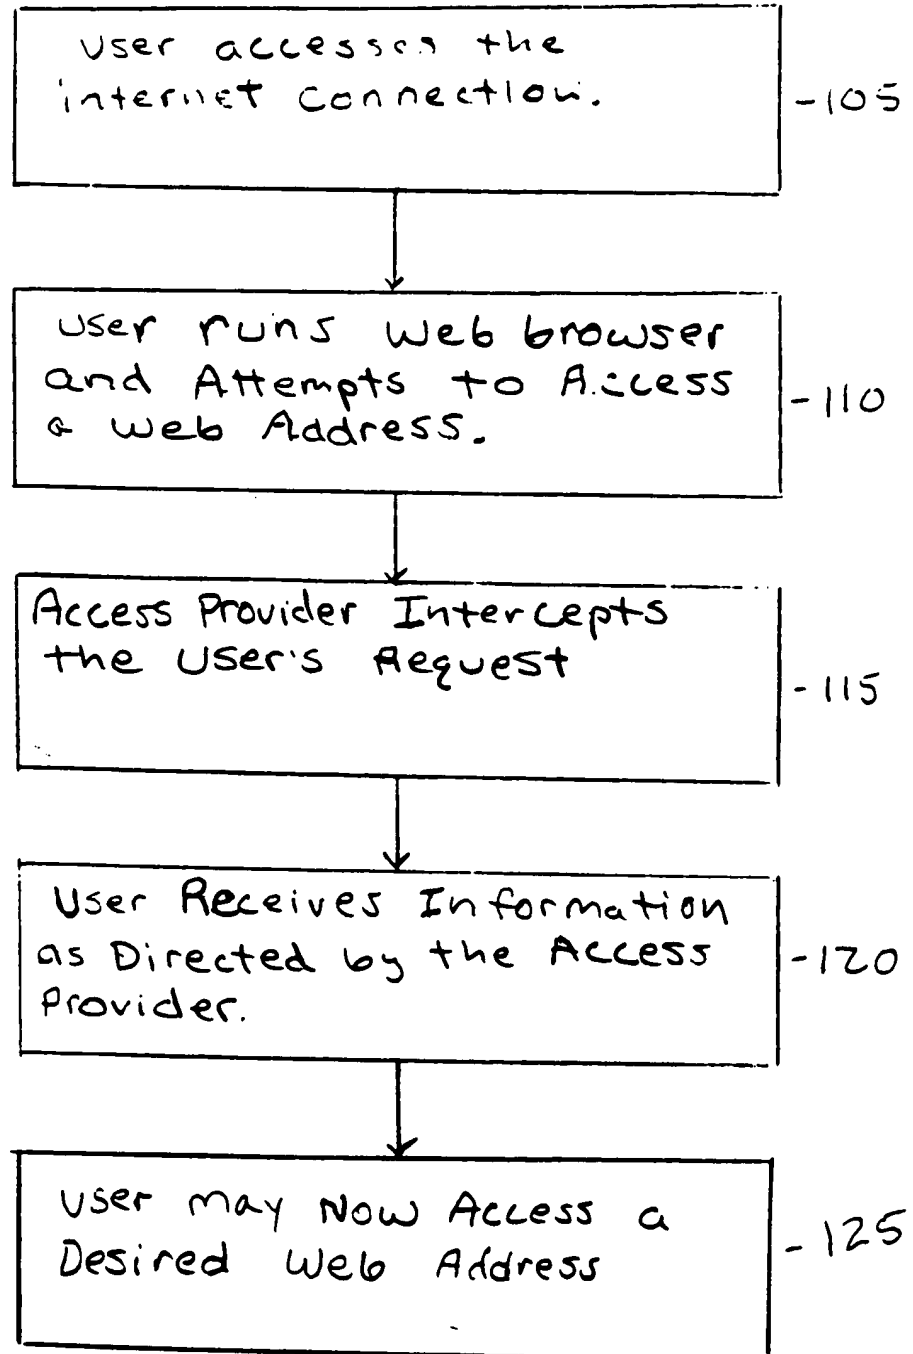 User accesses the
internet connection.
-105
User runs Web browser
and Attempts to Access
a web Address.
-110
Access Provider Intercepts
the User's Request
-115
User Receives Information
as Directed by the Access
Provider.
-120
User may Now Access a
Desired Web Address
-125